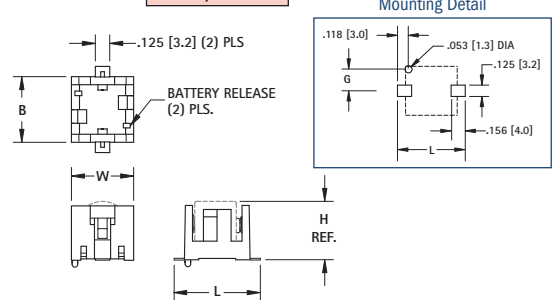 Mounting Detail
.125 [3.2] (2) PLS
B
BATTERY RELEASE
(2) PLS.
W
H
REF.
L
.118 [3.0]
.053 [1.3] DIA
G
.125 [3.2]
.156 [4.0]
L